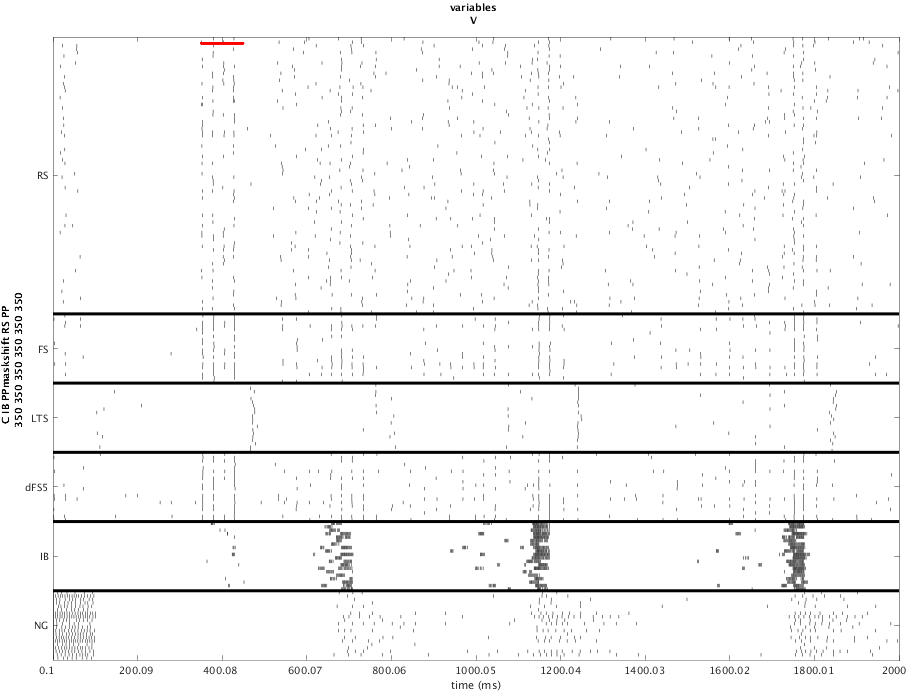 variables
V
C IB PPmaskshift RS PP
350 350 350 350 350 350
RS
FS
LTS
dFS5
IB
NG
0.1 200.09 400.08 600.07 800.06 1000.05 1200.04 1400.03 1600.02 1800.01 2000
time (ms)